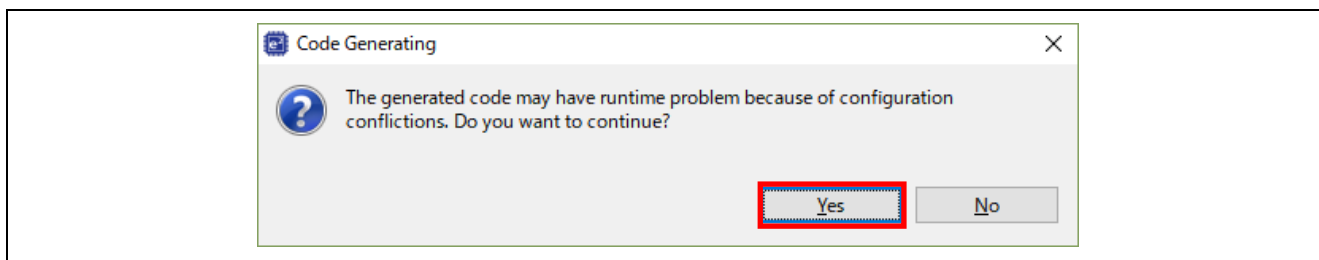 Code Generating
The generated code may have runtime problem because of configuration
conflictions. Do you want to continue?
Yes
No